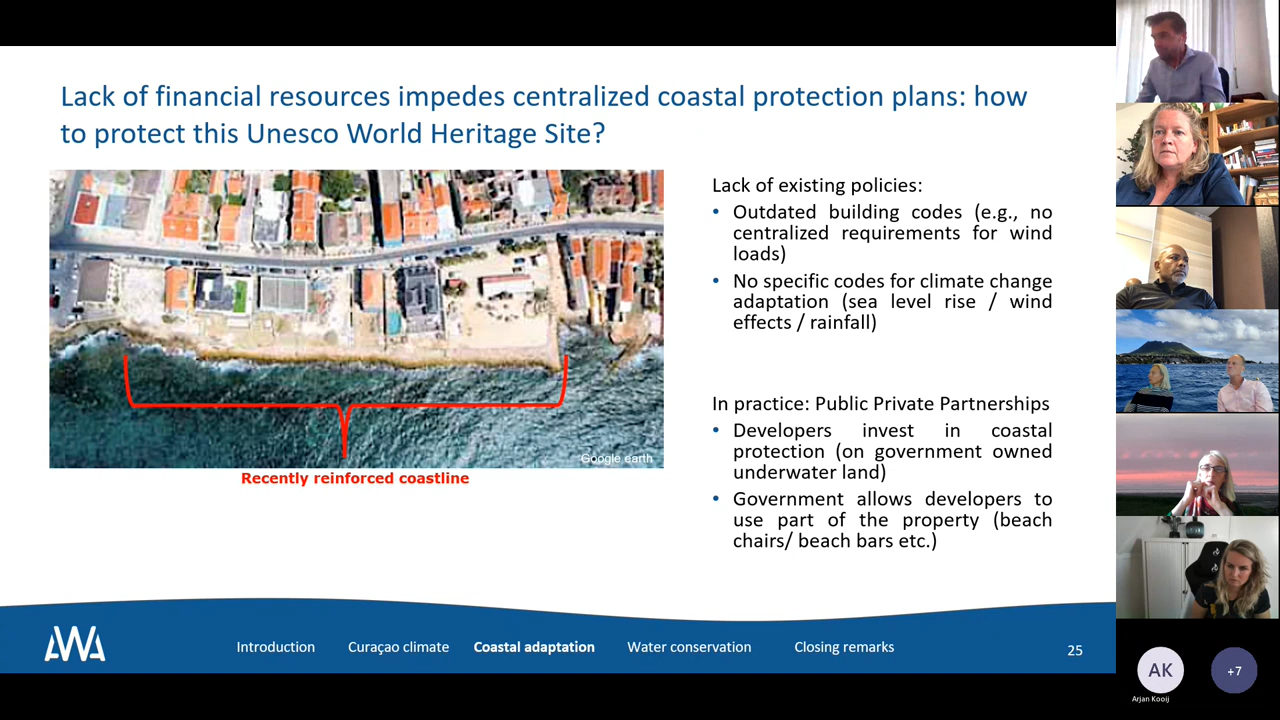 Lack of financial resources impedes centralized coastal protection plans: how
to protect this Unesco World Heritage Site?
Google earth
Recently reinforced coastline
Lack of existing policies:
• Outdated building codes (e.g., no
centralized requirements for wind
loads)
• No specific codes for climate change
adaptation (sea level rise / wind
effects / rainfall)
In practice: Public Private Partnerships
• Developers invest in coastal
protection (on government owned
underwater land)
• Government allows developers to
use part of the property (beach
chairs/ beach bars etc.)
AWA
Introduction
Curaçao climate
Coastal adaptation
Water conservation
Closing remarks
25
AK
Arjan Kooij
+7